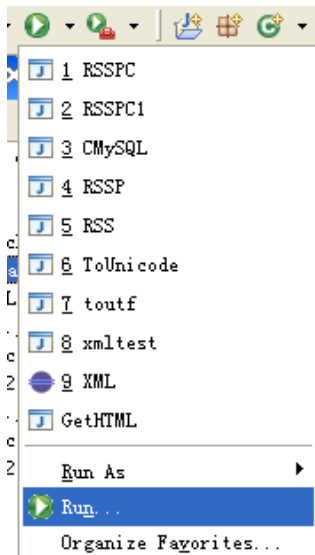 1 RSSPC
2 RSSPC1
3 CMySQL
4 RSSP
5 RSS
6 ToUnicode
7 toutf
8 xmltest
9 XML
GetHTML
Run As
Run...
Organize Favorites...